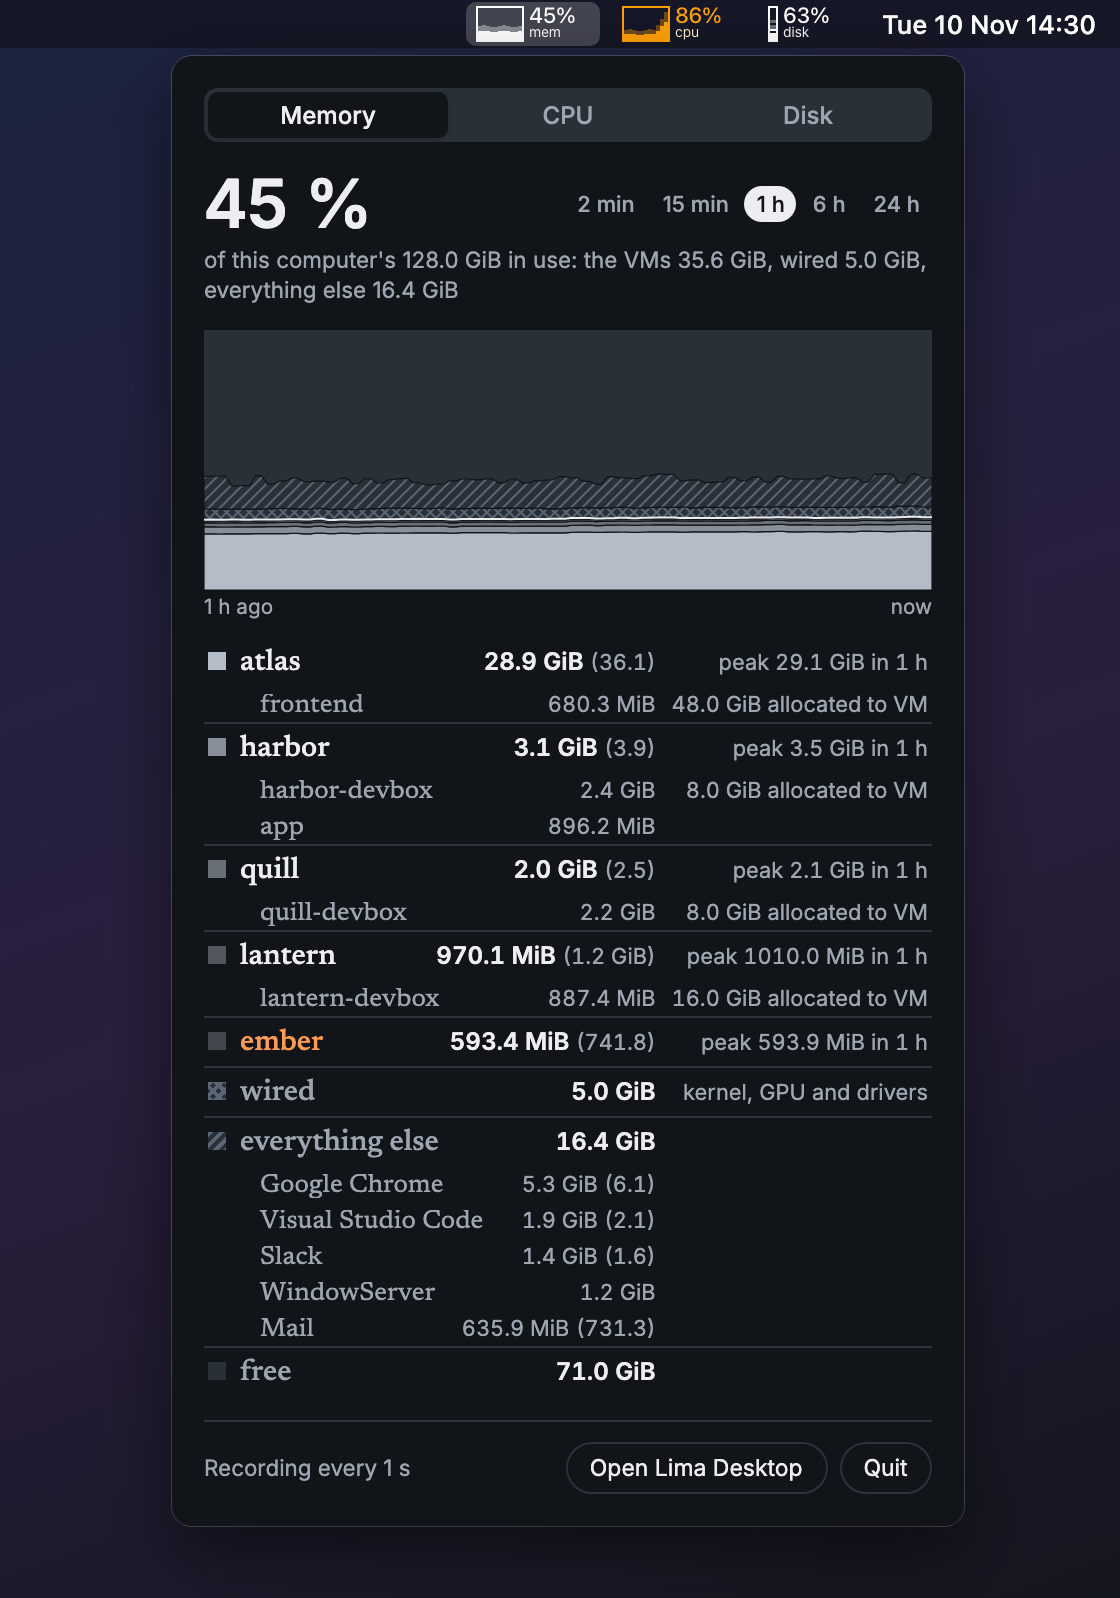 45% mem 86% cpu 63% disk Tue 10 Nov 14:30
Memory CPU Disk
45 % 2 min 15 min 1 h 6 h 24 h
of this computer's 128.0 GiB in use: the VMs 35.6 GiB, wired 5.0 GiB,
everything else 16.4 GiB
1 h ago now
atlas 28.9 GiB (36.1) peak 29.1 GiB in 1 h
frontend 680.3 MiB 48.0 GiB allocated to VM
harbor 3.1 GiB (3.9) peak 3.5 GiB in 1 h
harbor-devbox 2.4 GiB 8.0 GiB allocated to VM
app 896.2 MiB
quill 2.0 GiB (2.5) peak 2.1 GiB in 1 h
quill-devbox 2.2 GiB 8.0 GiB allocated to VM
lantern 970.1 MiB (1.2 GiB) peak 1010.0 MiB in 1 h
lantern-devbox 887.4 MiB 16.0 GiB allocated to VM
ember 593.4 MiB (741.8) peak 593.9 MiB in 1 h
wired 5.0 GiB kernel, GPU and drivers
everything else 16.4 GiB
Google Chrome 5.3 GiB (6.1)
Visual Studio Code 1.9 GiB (2.1)
Slack 1.4 GiB (1.6)
WindowServer 1.2 GiB
Mail 635.9 MiB (731.3)
free 71.0 GiB
Recording every 1 s Open Lima Desktop Quit